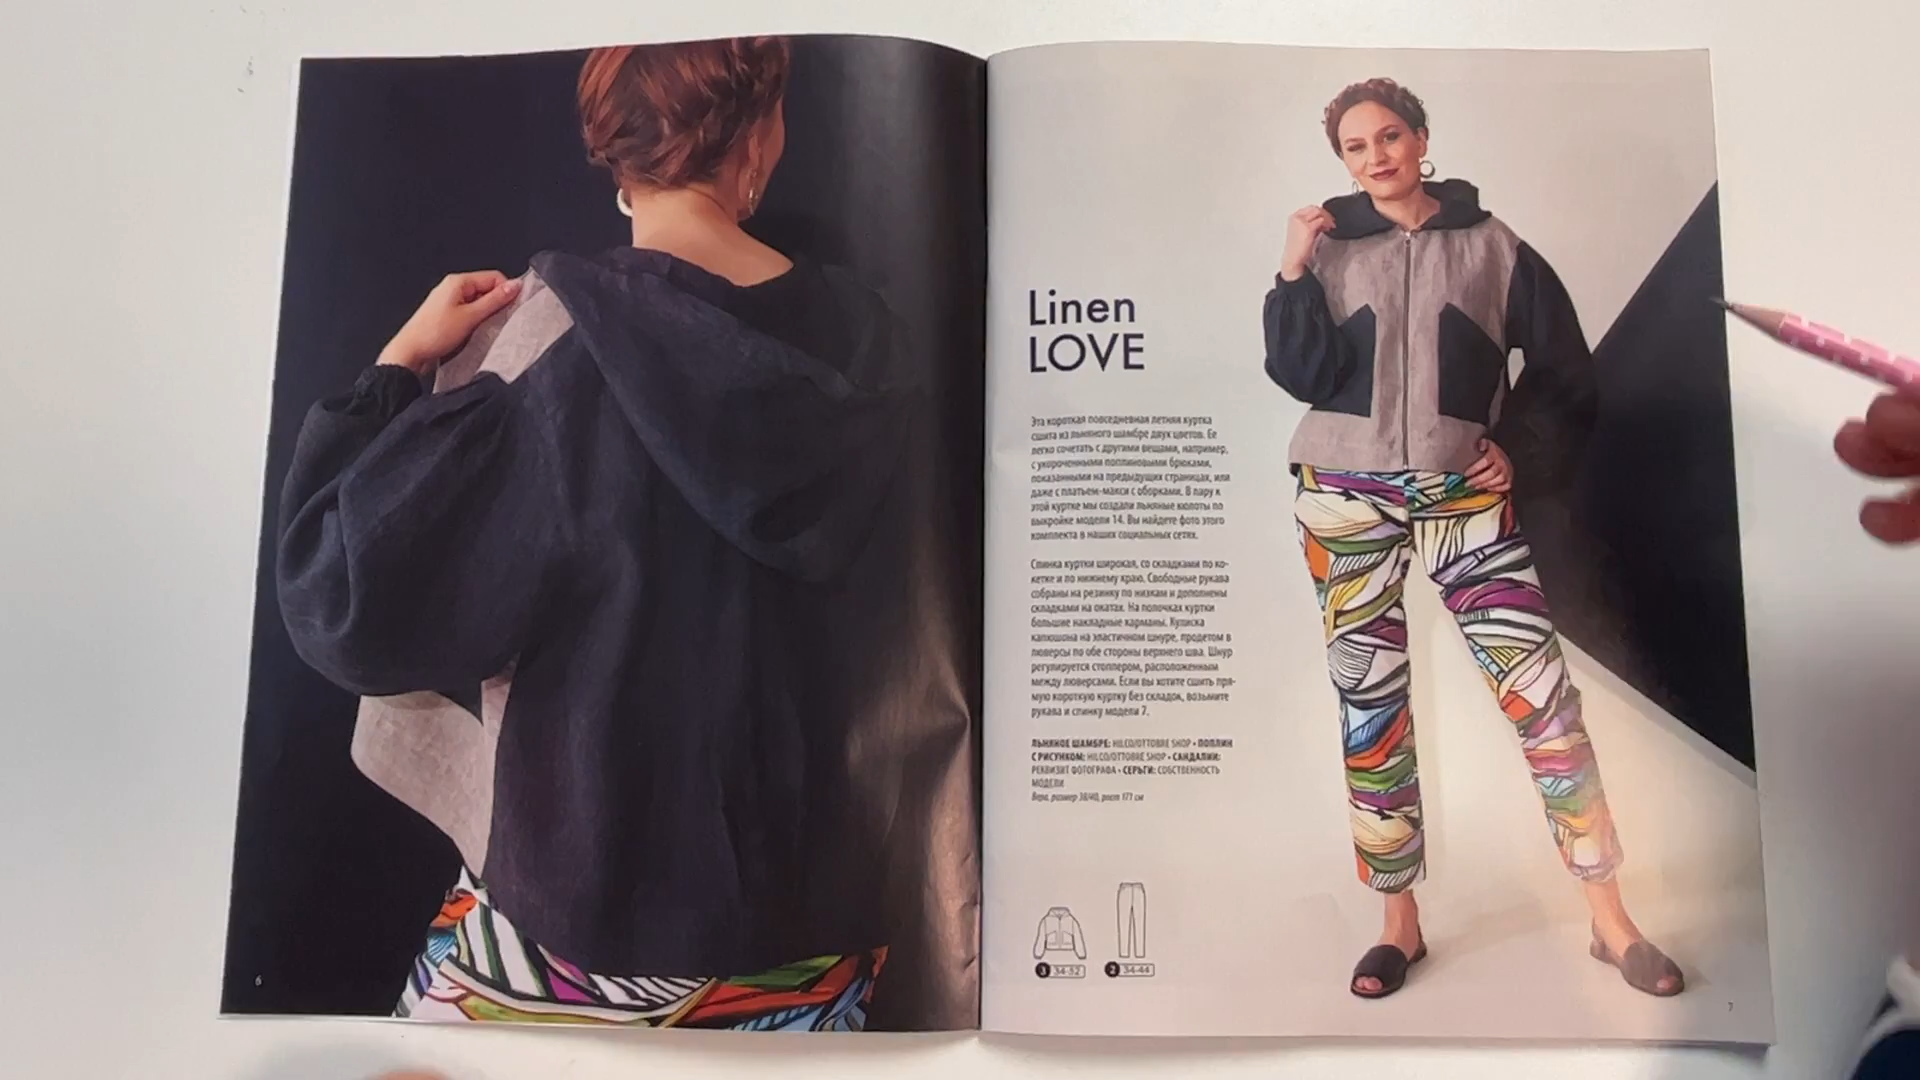 Linen
LOVE
Эта короткая повседневная летняя куртка
сшита из льняного шамбре двух цветов. Ее
легко сочетать с другими вещами, например,
с укороченными поплиновыми брюками,
показанными на предыдущих страницах, или
даже с платьем-макси с оборками. В пару к
этой куртке мы создали льняные кюлоты по
выкройке модели 14. Вы найдете фото этого
комплекта в наших социальных сетях.
Спинка куртки широкая, со складками по ко-
кетке и по нижнему краю. Свободные рукава
собраны на резинку по низкам и дополнены
складками на окатах. На полочках куртки
большие накладные карманы. Кулиска
капюшона на эластичном шнуре, продетом в
люверсы по обе стороны верхнего шва. Шнур
регулируется стоппером, расположенным
между люверсами. Если вы хотите сшить пря-
мую короткую куртку без складок, возьмите
рукава и спинку модели 7.
ЛЬНЯНОЕ ШАМБРЕ: HILCO/OTTOBRE SHOP • ПОПЛИН
С РИСУНКОМ: HILCO/OTTOBRE SHOP • САНДАЛИИ:
РЕКВИЗИТ ФОТОГРАФА • СЕРЬГИ: СОБСТВЕННОСТЬ
МОДЕЛИ
Вера, размер 38/40, рост 171 см
3 34-52 2 34-44
6
7